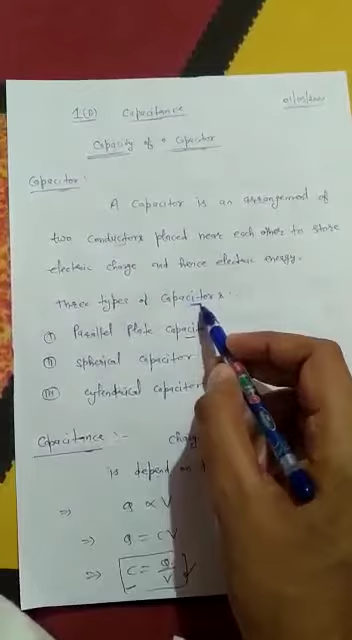 1(D) Capacitance
Capacity of a Capacitor
Capacitor :
A Capacitor is an arrangement of
two conductors placed near each other to store
electric charge and hence electric energy.
Three types of Capacitors :
(I) Parallel Plate
(II) Spherical Capacitor
(III) Cylindrical Capacitor
Capacitance :-
is depend on
⇒ Q ∝ V
⇒ Q = CV
⇒ C = Q/V